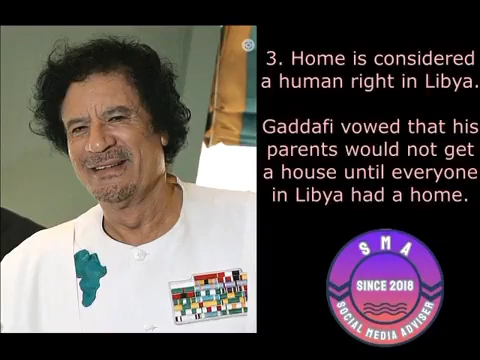 3. Home is considered
a human right in Libya.
Gaddafi vowed that his
parents would not get
a house until everyone
in Libya had a home.
SMA
SINCE 2018
SOCIAL MEDIA ADVISER